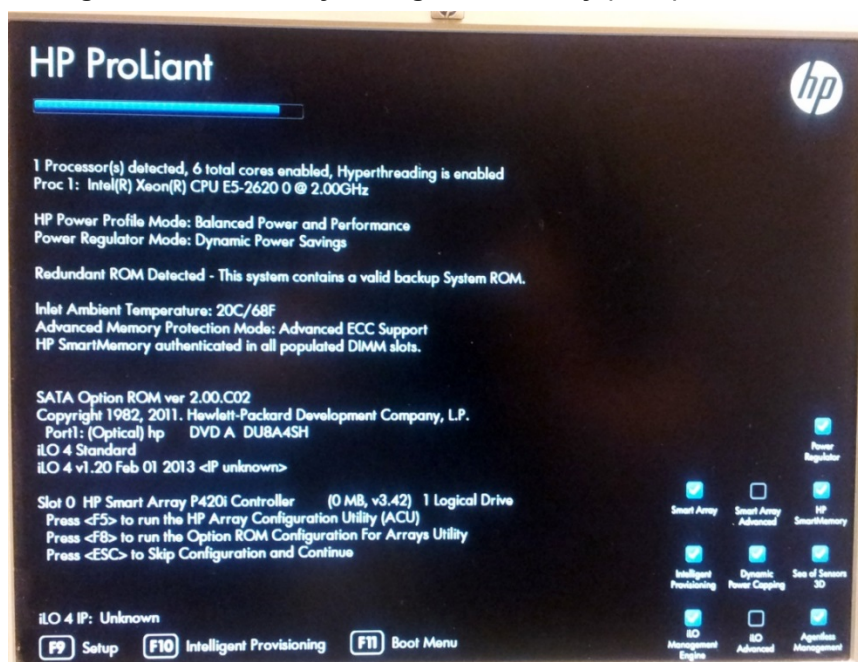 HP ProLiant
hp
1 Processor(s) detected, 6 total cores enabled, Hyperthreading is enabled
Proc 1: Intel(R) Xeon(R) CPU E5-2620 0 @ 2.00GHz
HP Power Profile Mode: Balanced Power and Performance
Power Regulator Mode: Dynamic Power Savings
Redundant ROM Detected - This system contains a valid backup System ROM.
Inlet Ambient Temperature: 20C/68F
Advanced Memory Protection Mode: Advanced ECC Support
HP SmartMemory authenticated in all populated DIMM slots.
SATA Option ROM ver 2.00.C02
Copyright 1982, 2011. Hewlett-Packard Development Company, L.P.
Port1: (Optical) hp DVD A DU8A4SH
iLO 4 Standard
iLO 4 v1.20 Feb 01 2013 <IP unknown>
Slot 0 HP Smart Array P420i Controller (0 MB, v3.42) 1 Logical Drive
Press <F5> to run the HP Array Configuration Utility (ACU)
Press <F8> to run the Option ROM Configuration For Arrays Utility
Press <ESC> to Skip Configuration and Continue
Power
Regulator
Smart Array
Smart Array
Advanced
HP
SmartMemory
Intelligent
Provisioning
Dynamic
Power Capping
Sea of Sensors
3D
iLO
Management
Engine
iLO
Advanced
Agentless
Management
iLO 4 IP: Unknown
F9 Setup F10 Intelligent Provisioning F11 Boot Menu